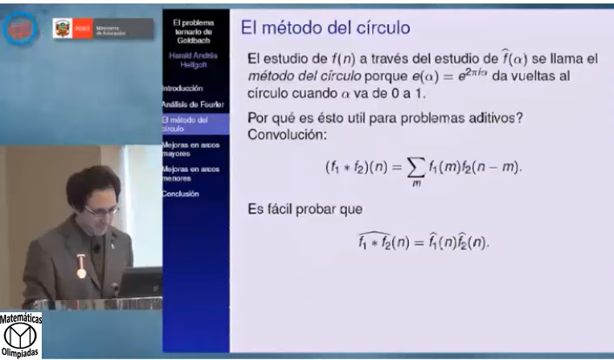 PERÚ
Ministerio
de Educación
El problema
ternario de
Goldbach
Harald Andrés
Helfgott
Introducción
Análisis de Fourier
El método del
círculo
Mejoras en arcos
mayores
Mejoras en arcos
menores
Conclusión
El método del círculo
El estudio de f(n) a través del estudio de f̂(α) se llama el
método del círculo porque e(α) = e^{2πiα} da vueltas al
círculo cuando α va de 0 a 1.
Por qué es ésto util para problemas aditivos?
Convolución:
(f₁ * f₂)(n) = ∑_m f₁(m)f₂(n − m).
Es fácil probar que
\widehat{f₁ * f₂}(n) = f̂₁(n)f̂₂(n).
Matemáticas
Olimpiadas